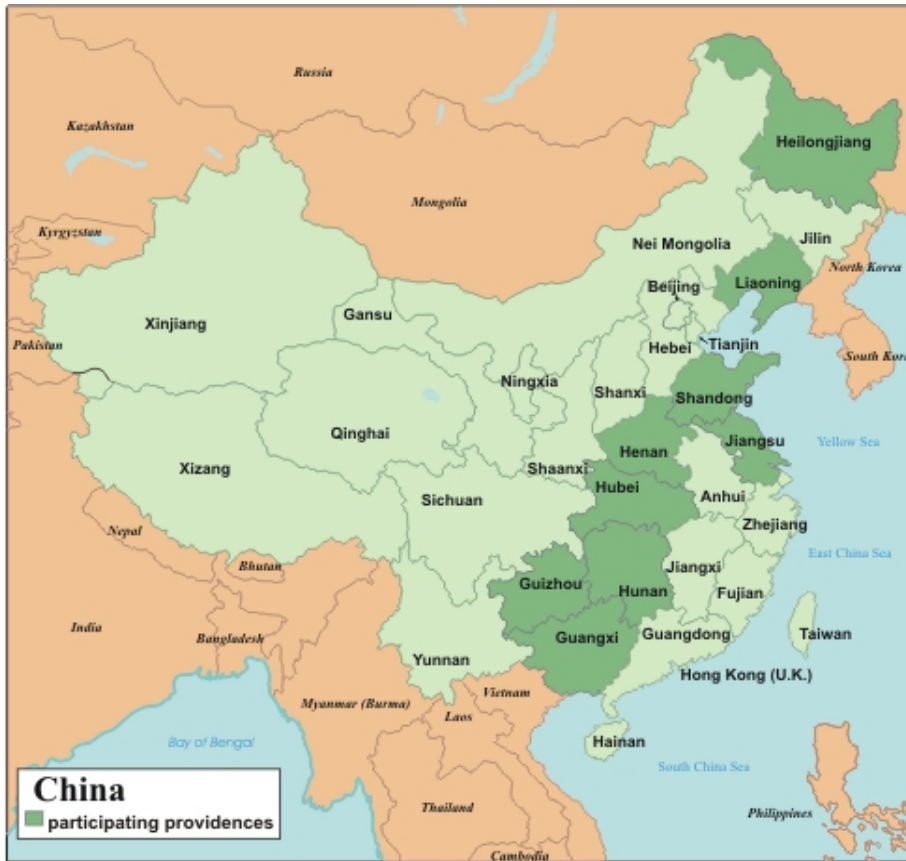 Russia
Kazakhstan
Heilongjiang
Mongolia
Kyrgyzstan
Jilin
Nei Mongolia
North Korea
Liaoning
Beijing
Gansu
Xinjiang
Tianjin
Pakistan
Hebei
South Kor
Ningxia
Shanxi
Shandong
Qinghai
Jiangsu
Yellow Sea
Henan
Xizang
Shaanxi
Hubei
Anhui
Sichuan
Zhejiang
Nepal
East China Sea
Bhutan
Jiangxi
Guizhou
Hunan
Fujian
India
Guangxi
Guangdong
Taiwan
Bangladesh
Yunnan
Hong Kong (U.K.)
Vietnam
Myanmar (Burma)
Laos
Bay of Bengal
Hainan
South China Sea
China
participating providences
Thailand
Philippines
Cambodia